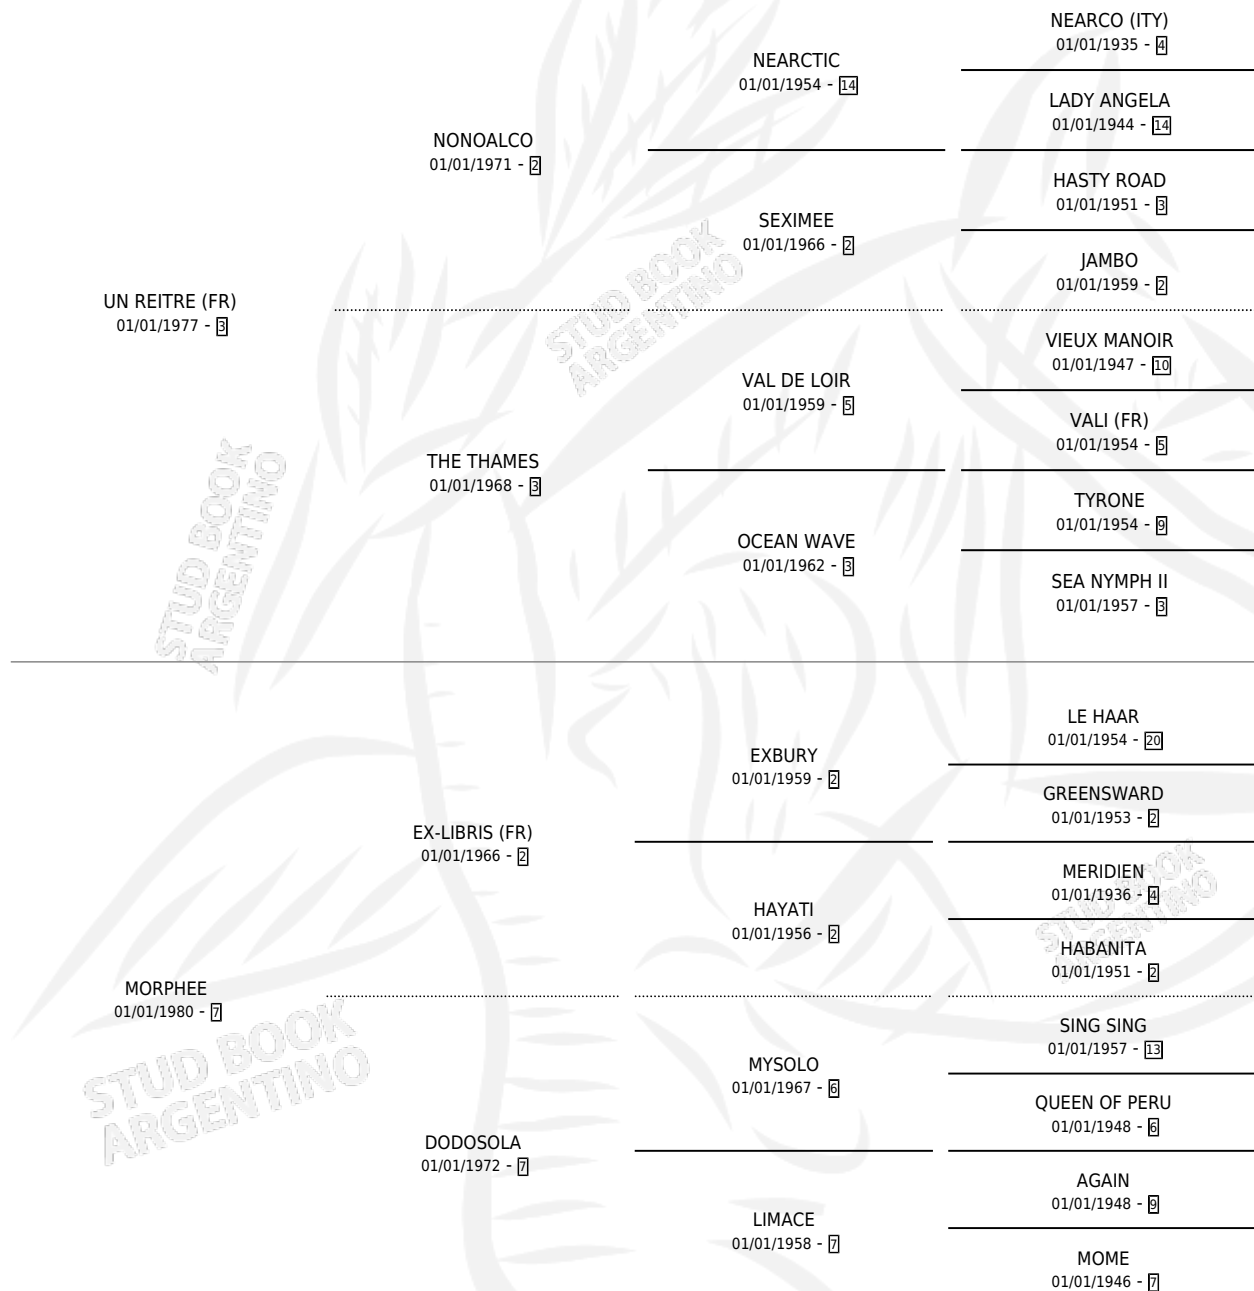 NEARCO (ITY)
01/01/1935 - 4
NEARCTIC
01/01/1954 - 14
LADY ANGELA
01/01/1944 - 14
NONOALCO
01/01/1971 - 2
HASTY ROAD
01/01/1951 - 3
SEXIMEE
01/01/1966 - 2
JAMBO
01/01/1959 - 2
UN REITRE (FR)
01/01/1977 - 3
STUD BOOK
ARGENTINO
VIEUX MANOIR
01/01/1947 - 10
VAL DE LOIR
01/01/1959 - 5
VALI (FR)
01/01/1954 - 5
THE THAMES
01/01/1968 - 3
TYRONE
01/01/1954 - 9
OCEAN WAVE
01/01/1962 - 3
SEA NYMPH II
01/01/1957 - 3
STUD BOOK
ARGENTINO
LE HAAR
01/01/1954 - 20
EXBURY
01/01/1959 - 2
GREENSWARD
01/01/1953 - 2
EX-LIBRIS (FR)
01/01/1966 - 2
MERIDIEN
01/01/1936 - 4
HAYATI
01/01/1956 - 2
HABANITA
01/01/1951 - 2
STUD BOOK
ARGENTINO
MORPHEE
01/01/1980 - 7
SING SING
01/01/1957 - 13
MYSOLO
01/01/1967 - 6
QUEEN OF PERU
01/01/1948 - 6
STUD BOOK
ARGENTINO
DODOSOLA
01/01/1972 - 7
AGAIN
01/01/1948 - 9
LIMACE
01/01/1958 - 7
MOME
01/01/1946 - 7